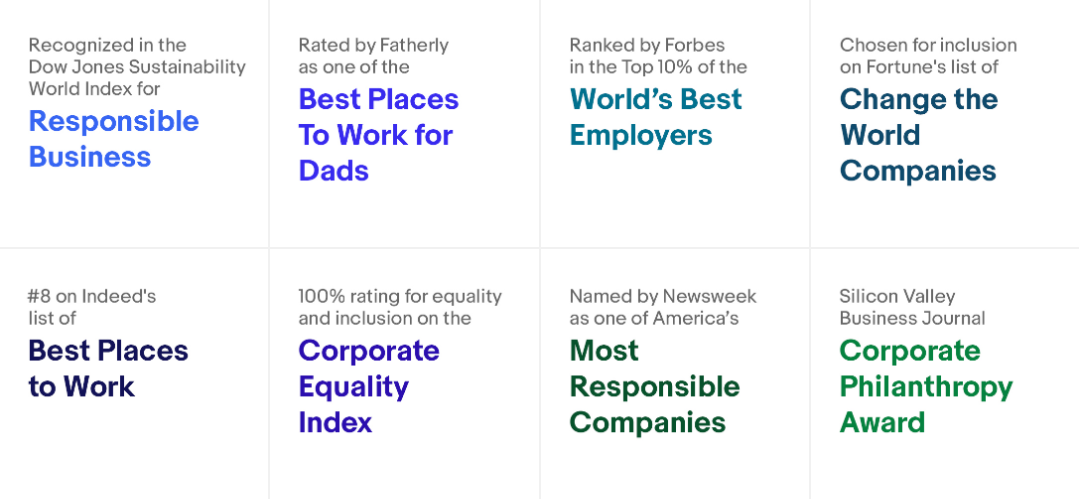 Recognized in the
Dow Jones Sustainability
World Index for
Responsible
Business
Rated by Fatherly
as one of the
Best Places
To Work for
Dads
Ranked by Forbes
in the Top 10% of the
World’s Best
Employers
Chosen for inclusion
on Fortune's list of
Change the
World
Companies
#8 on Indeed's
list of
Best Places
to Work
100% rating for equality
and inclusion on the
Corporate
Equality
Index
Named by Newsweek
as one of America’s
Most
Responsible
Companies
Silicon Valley
Business Journal
Corporate
Philanthropy
Award